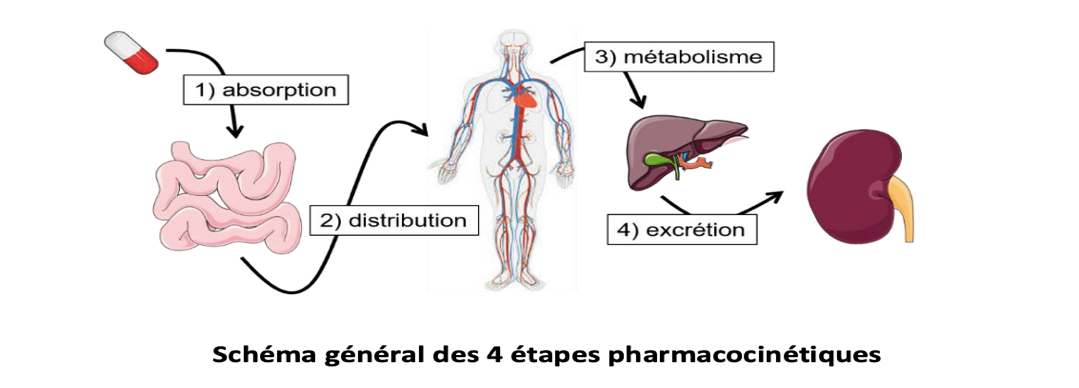 1) absorption
2) distribution
3) métabolisme
4) excrétion
Schéma général des 4 étapes pharmacocinétiques